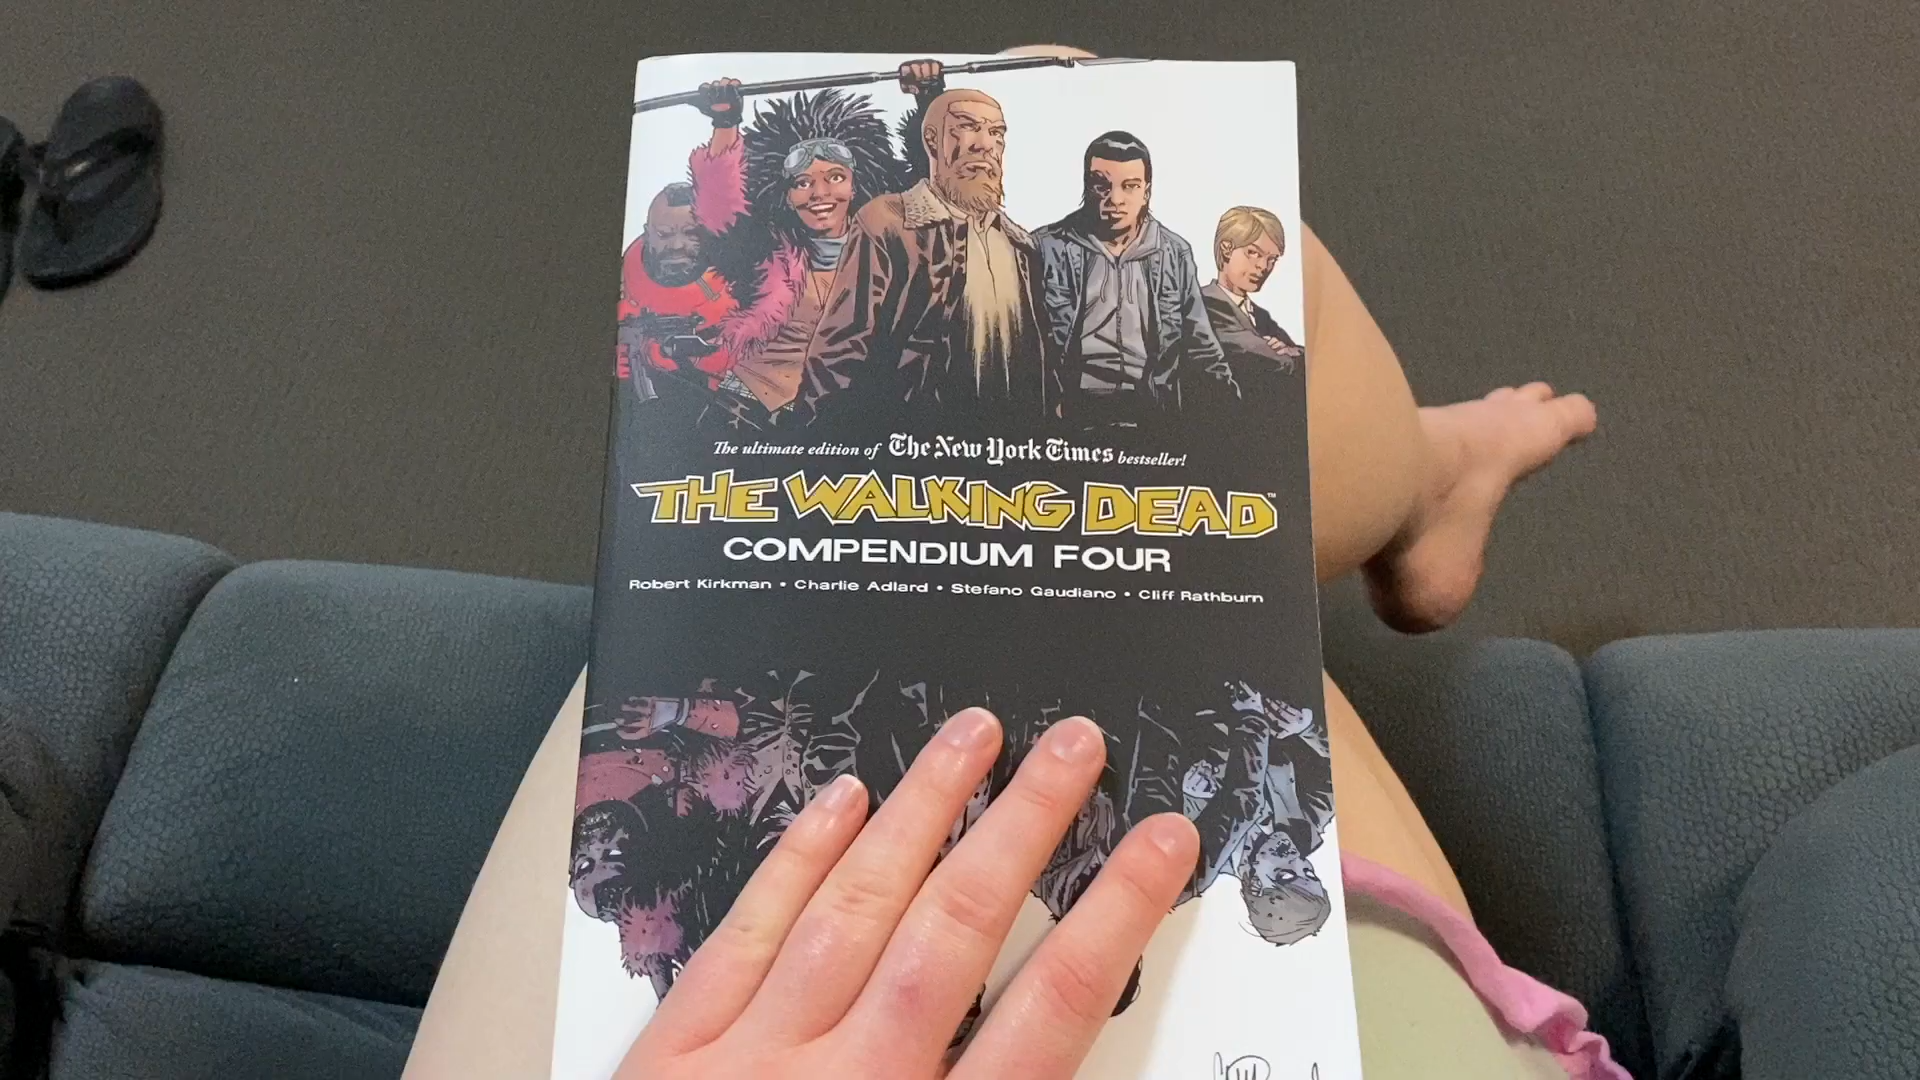 The ultimate edition of The New York Times bestseller!
THE WALKING DEAD™
COMPENDIUM FOUR
Robert Kirkman • Charlie Adlard • Stefano Gaudiano • Cliff Rathburn